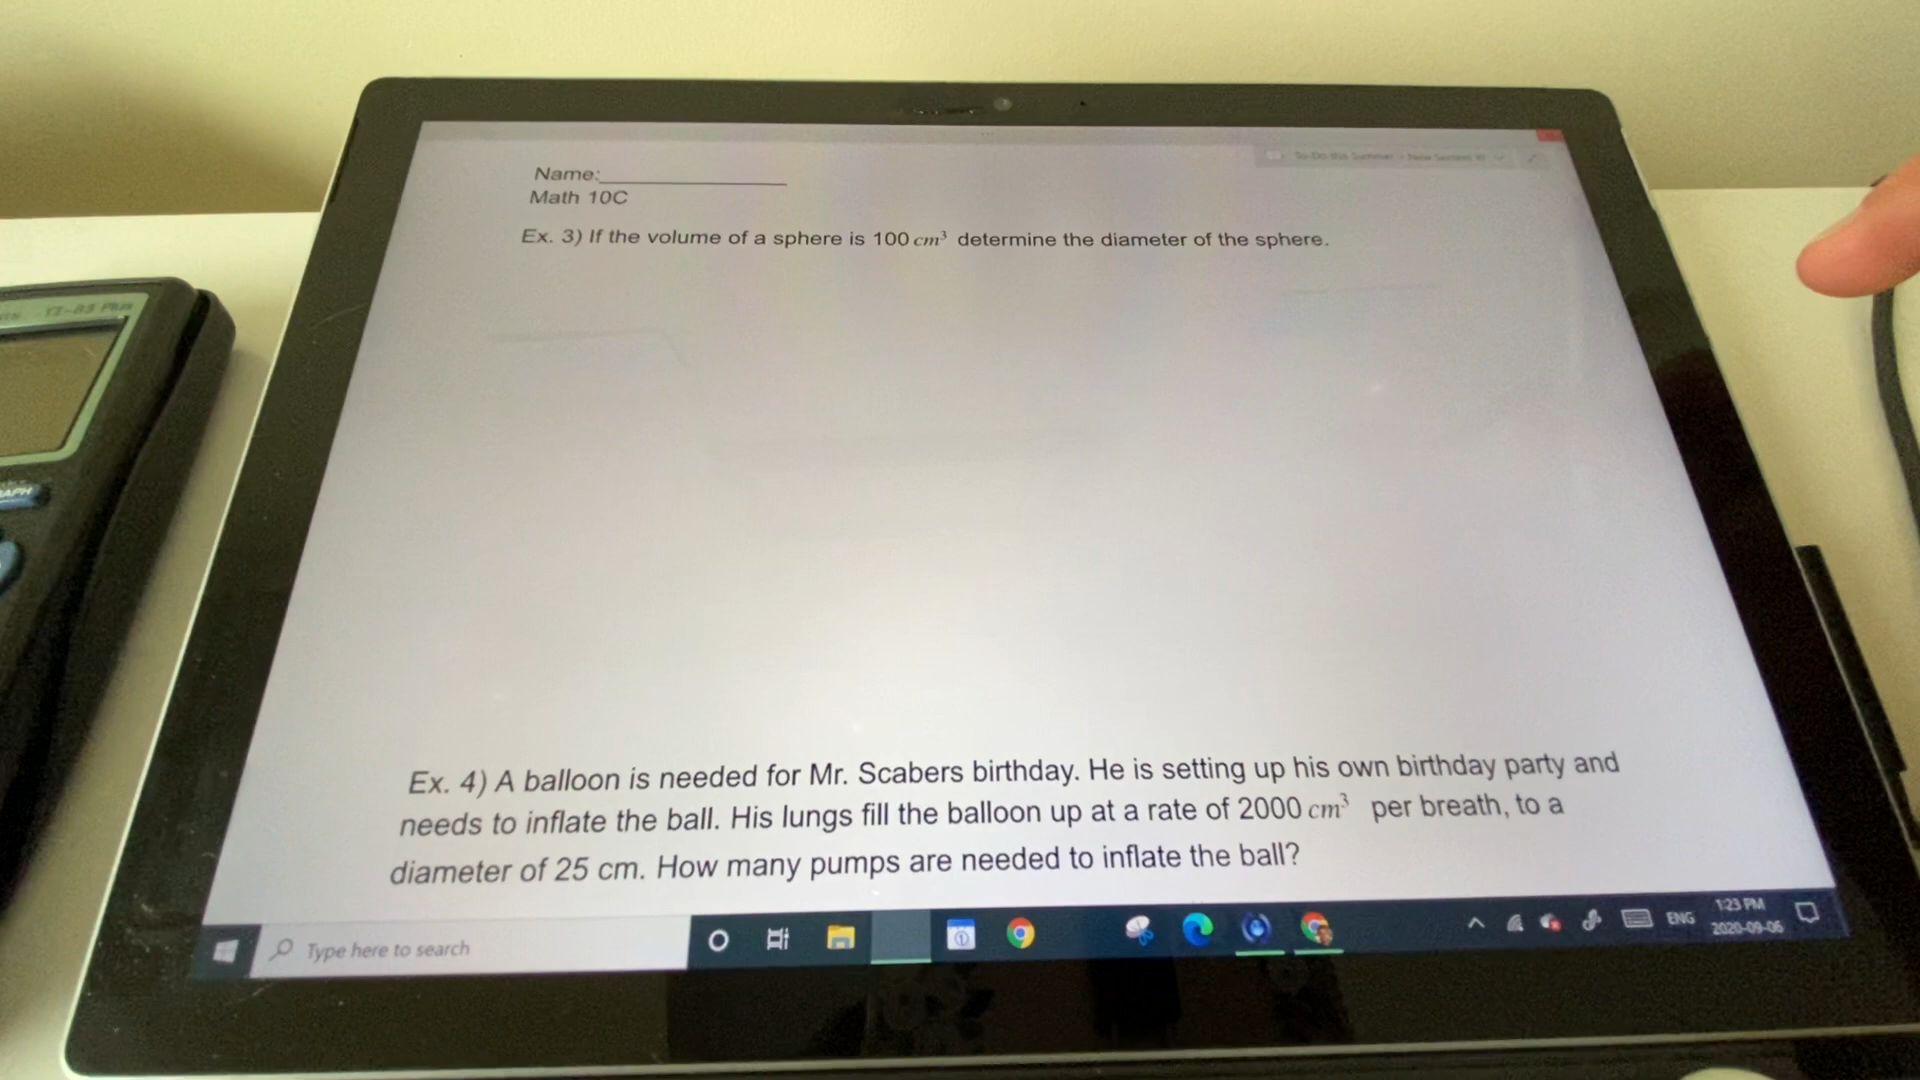 Name:
Math 10C
Ex. 3) If the volume of a sphere is 100 cm³ determine the diameter of the sphere.
Ex. 4) A balloon is needed for Mr. Scabers birthday. He is setting up his own birthday party and
needs to inflate the ball. His lungs fill the balloon up at a rate of 2000 cm³ per breath, to a
diameter of 25 cm. How many pumps are needed to inflate the ball?
Type here to search
ENG
1:23 PM
2020-09-06
TI-83 Plus